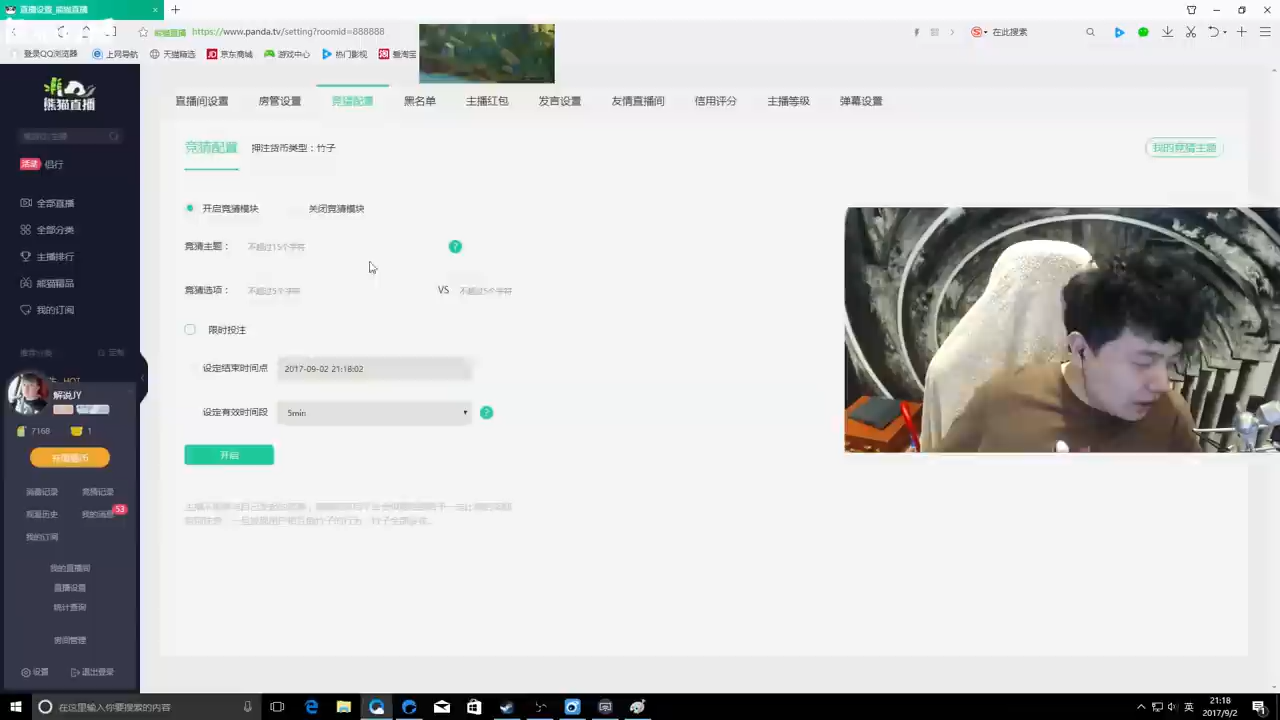 直播设置_熊猫直播
熊猫直播 https://www.panda.tv/setting?roomid=888888
在此搜索
登录QQ浏览器 上网导航 天猫精选 京东商城 游戏中心 热门影视 爱淘宝
熊猫直播
全部直播
全部分类
主播排行
熊猫精品
我的订阅
HOT
解说JY
7168 1
消费记录 竞猜记录
观看历史 我的消息 53
我的订阅
我的直播间
直播设置
统计查询
房间管理
设置 退出登录
直播间设置 房管设置 竞猜配置 黑名单 主播红包 发言设置 友情直播间 信用评分 主播等级 弹幕设置
竞猜配置 押注货币类型：竹子 我的竞猜主题
开启竞猜模块 关闭竞猜模块
竞猜主题： 不超过15个字符 ?
竞猜选项： 不超过5个字符 VS 不超过5个字符
限时投注
设定结束时间点 2017-09-02 21:18:02
设定有效时间段 5min ?
开启
在这里输入你要搜索的内容
英 21:18
2017/9/2 1